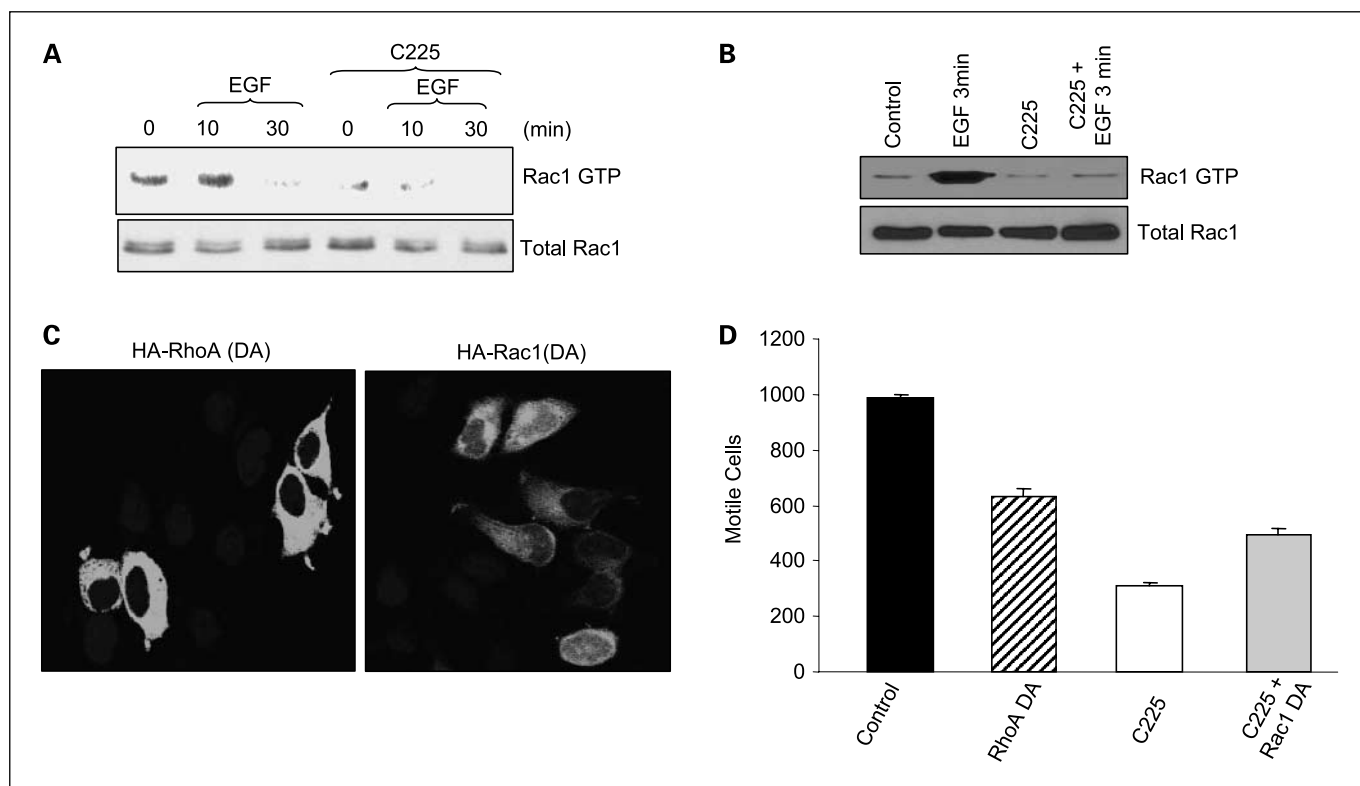 A
C225
EGF EGF
0 10 30 0 10 30 (min)
Rac1 GTP
Total Rac1
B
Control
EGF 3min
C225
C225 +
EGF 3 min
Rac1 GTP
Total Rac1
C
HA-RhoA (DA)
HA-Rac1(DA)
D
Motile Cells
1200
1000
800
600
400
200
0
Control
RhoA DA
C225
C225 +
Rac1 DA